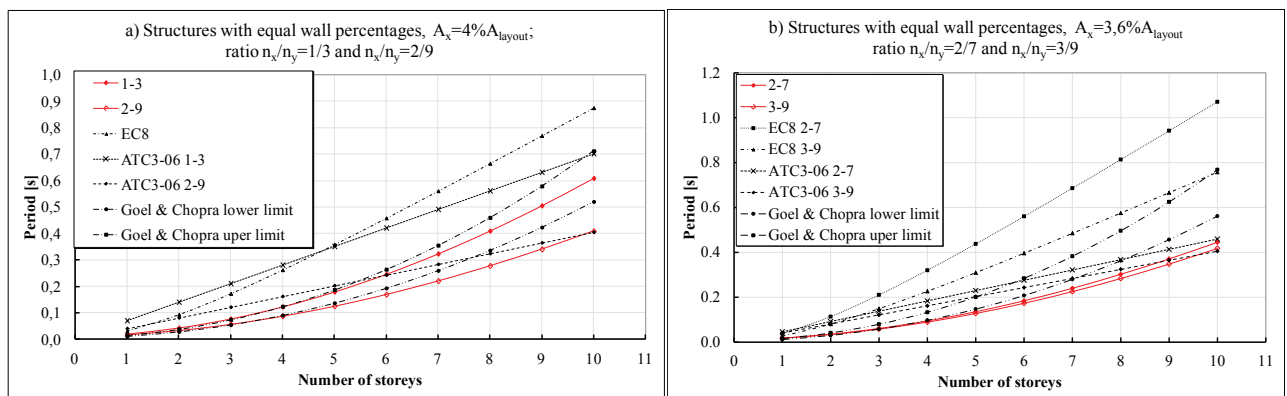 a) Structures with equal wall percentages, Ax=4%Alayout;
ratio nx/ny=1/3 and nx/ny=2/9
1,0
0,9
0,8
0,7
0,6
0,5
0,4
0,3
0,2
0,1
0,0
Period [s]
1-3
2-9
EC8
ATC3-06 1-3
ATC3-06 2-9
Goel & Chopra lower limit
Goel & Chopra uper limit
0 1 2 3 4 5 6 7 8 9 10 11
Number of storeys
b) Structures with equal wall percentages, Ax=3,6%Alayout
ratio nx/ny=2/7 and nx/ny=3/9
1.2
1.0
0.8
0.6
0.4
0.2
0.0
Period [s]
2-7
3-9
EC8 2-7
EC8 3-9
ATC3-06 2-7
ATC3-06 3-9
Goel & Chopra lower limit
Goel & Chopra uper limit
0 1 2 3 4 5 6 7 8 9 10 11
Number of storeys